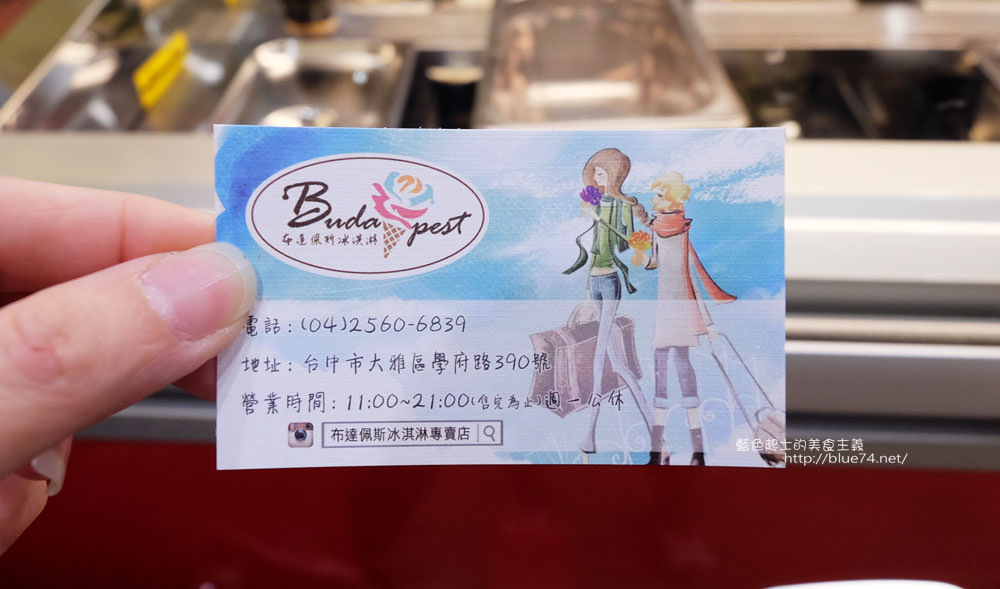 Budapest
布達佩斯冰淇淋
電話：(04)2560-6839
地址：台中市大雅區學府路390號
營業時間：11:00~21:00(售完為止)週一公休
布達佩斯冰淇淋專賣店
藍色起士的美食主義
http://blue74.net/